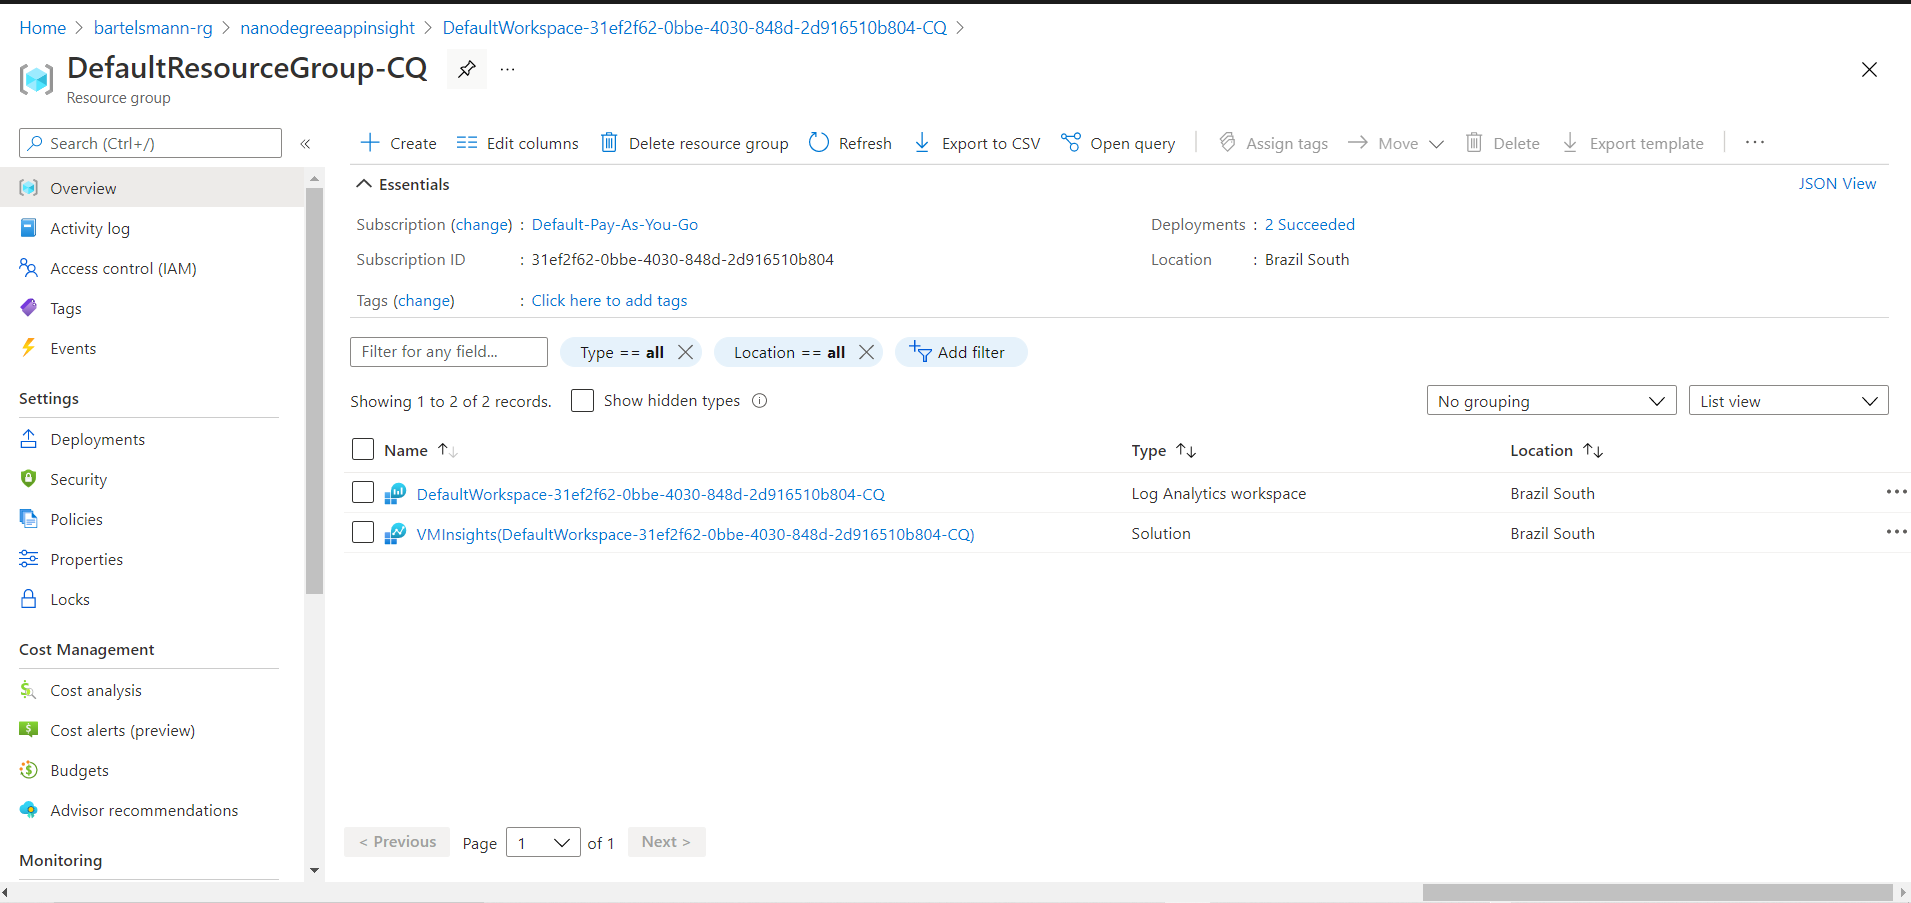 Home > bartelsmann-rg > nanodegreeappinsight > DefaultWorkspace-31ef2f62-0bbe-4030-848d-2d916510b804-CQ >
DefaultResourceGroup-CQ ...
Resource group
Search (Ctrl+/) «
Overview
Activity log
Access control (IAM)
Tags
Events
Settings
Deployments
Security
Policies
Properties
Locks
Cost Management
Cost analysis
Cost alerts (preview)
Budgets
Advisor recommendations
Monitoring
Create Edit columns Delete resource group Refresh Export to CSV Open query Assign tags Move Delete Export template ...
Essentials JSON View
Subscription (change) : Default-Pay-As-You-Go Deployments : 2 Succeeded
Subscription ID : 31ef2f62-0bbe-4030-848d-2d916510b804 Location : Brazil South
Tags (change) : Click here to add tags
Filter for any field... Type == all Location == all Add filter
Showing 1 to 2 of 2 records. Show hidden types No grouping List view
Name Type Location
DefaultWorkspace-31ef2f62-0bbe-4030-848d-2d916510b804-CQ Log Analytics workspace Brazil South ...
VMInsights(DefaultWorkspace-31ef2f62-0bbe-4030-848d-2d916510b804-CQ) Solution Brazil South ...
< Previous Page 1 of 1 Next >